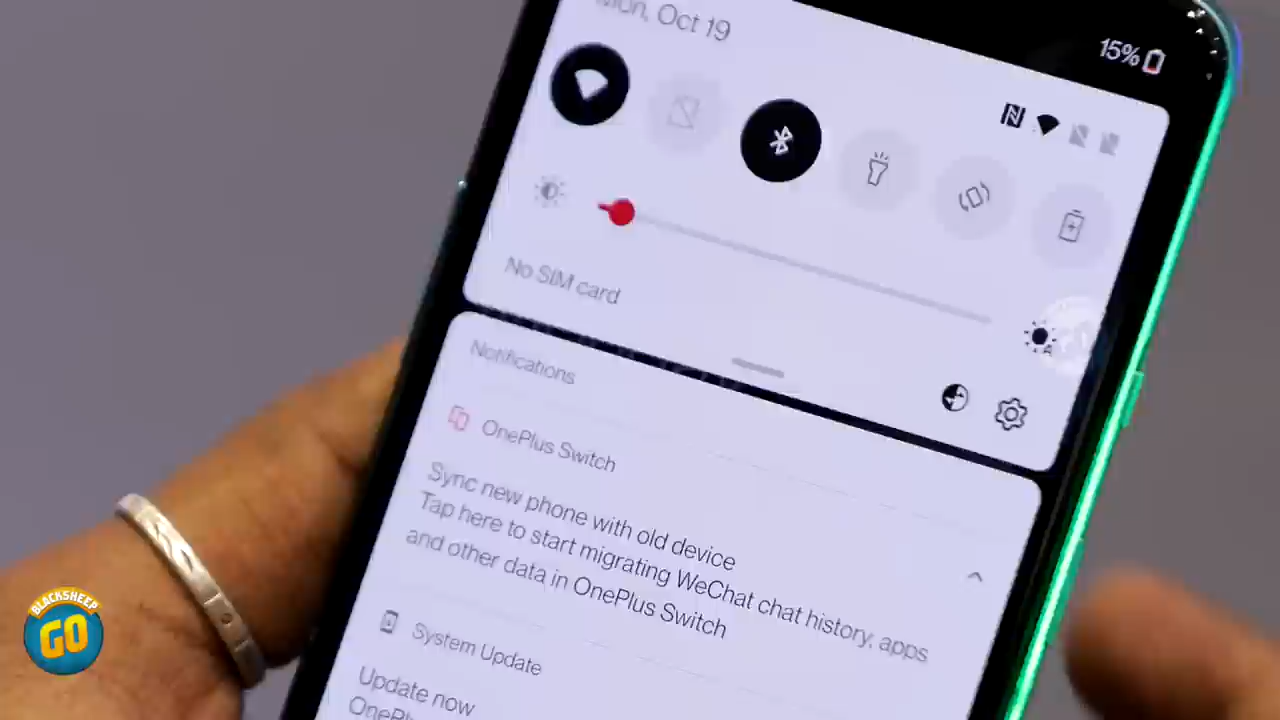 Mon, Oct 19
15%
No SIM card
Notifications
OnePlus Switch
Sync new phone with old device
Tap here to start migrating WeChat chat history, apps
and other data in OnePlus Switch
System Update
Update now
BLACKSHEEP
GO